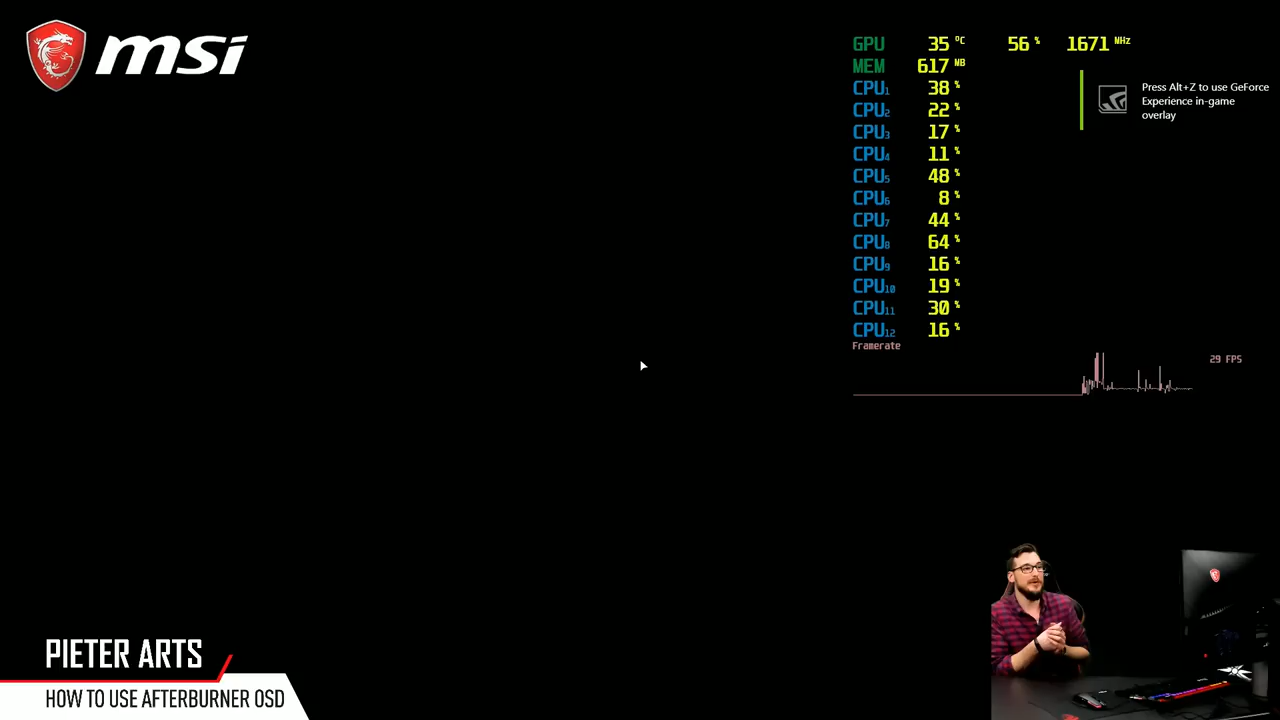 msi
GPU 35 °C 56 % 1671 MHz
MEM 617 MB
CPU1 38 %
CPU2 22 %
CPU3 17 %
CPU4 11 %
CPU5 48 %
CPU6 8 %
CPU7 44 %
CPU8 64 %
CPU9 16 %
CPU10 19 %
CPU11 30 %
CPU12 16 %
Framerate
29 FPS
Press Alt+Z to use GeForce
Experience in-game
overlay
PIETER ARTS
HOW TO USE AFTERBURNER OSD